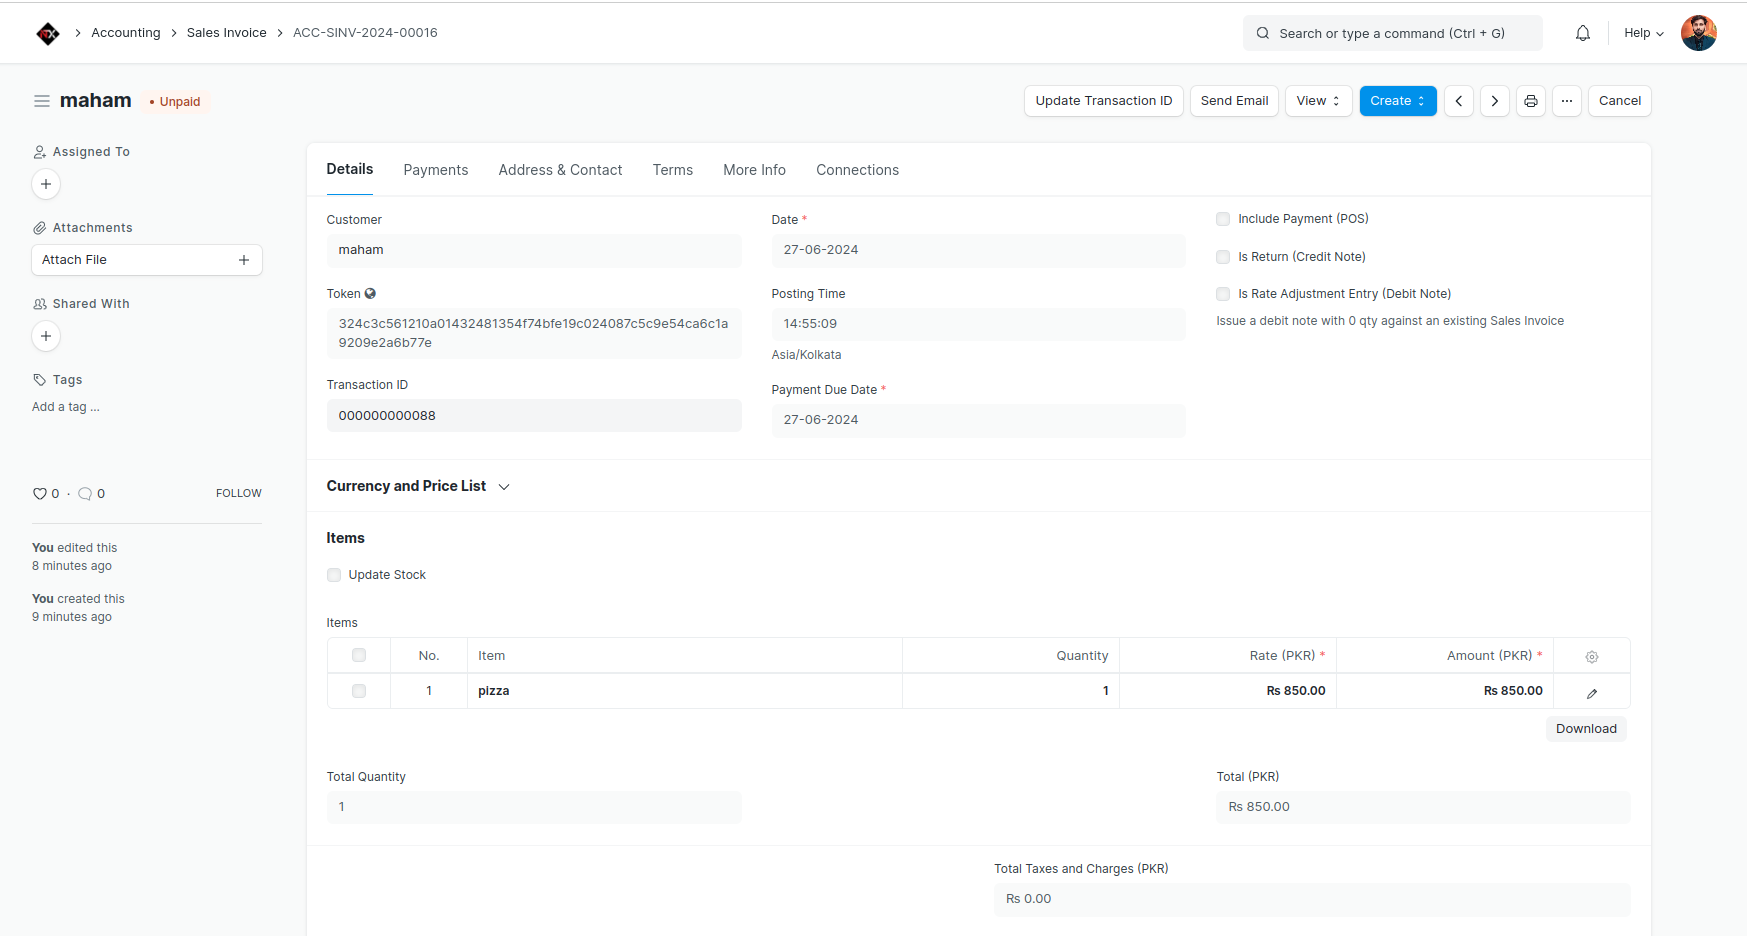 Accounting > Sales Invoice > ACC-SINV-2024-00016
Search or type a command (Ctrl + G)
Help
maham
• Unpaid
Update Transaction ID
Send Email
View
Create
Cancel
Assigned To
Attachments
Attach File
Shared With
Tags
Add a tag ...
0 · 0
FOLLOW
You edited this
8 minutes ago
You created this
9 minutes ago
Details
Payments
Address & Contact
Terms
More Info
Connections
Customer
maham
Token
324c3c561210a01432481354f74bfe19c024087c5c9e54ca6c1a
9209e2a6b77e
Transaction ID
000000000088
Date *
27-06-2024
Posting Time
14:55:09
Asia/Kolkata
Payment Due Date *
27-06-2024
Include Payment (POS)
Is Return (Credit Note)
Is Rate Adjustment Entry (Debit Note)
Issue a debit note with 0 qty against an existing Sales Invoice
Currency and Price List
Items
Update Stock
Items
No. Item Quantity Rate (PKR) * Amount (PKR) *
1 pizza 1 Rs 850.00 Rs 850.00
Download
Total Quantity
1
Total (PKR)
Rs 850.00
Total Taxes and Charges (PKR)
Rs 0.00